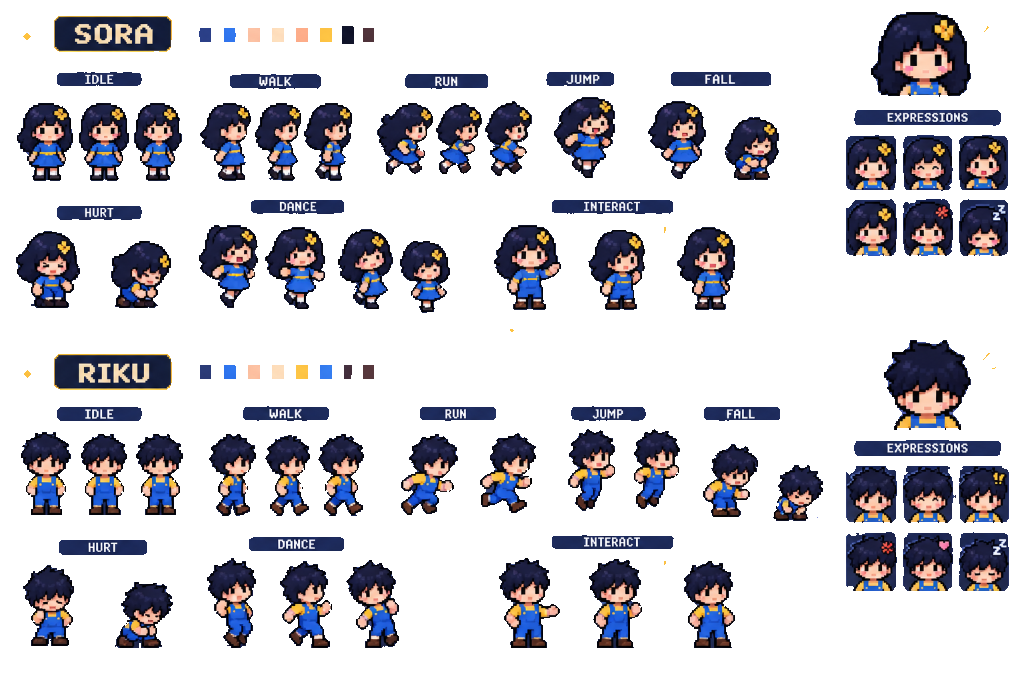 SORA
IDLE
WALK
RUN
JUMP
FALL
EXPRESSIONS
HURT
DANCE
INTERACT
z z
RIKU
IDLE
WALK
RUN
JUMP
FALL
EXPRESSIONS
!!
HURT
DANCE
INTERACT
z z